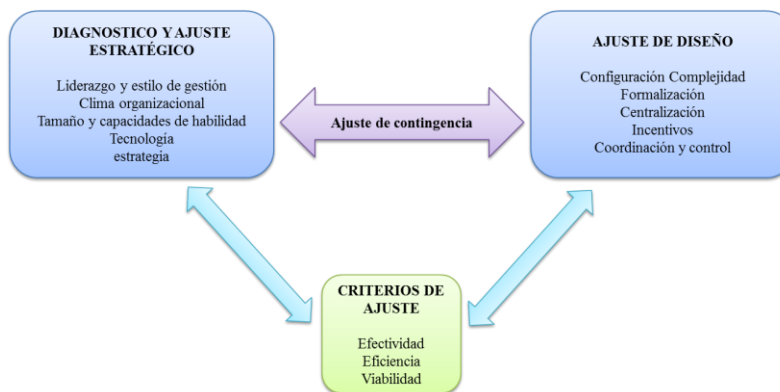 DIAGNOSTICO Y AJUSTE
ESTRATÉGICO
Liderazgo y estilo de gestión
Clima organizacional
Tamaño y capacidades de habilidad
Tecnología
estrategia
Ajuste de contingencia
AJUSTE DE DISEÑO
Configuración Complejidad
Formalización
Centralización
Incentivos
Coordinación y control
CRITERIOS DE
AJUSTE
Efectividad
Eficiencia
Viabilidad